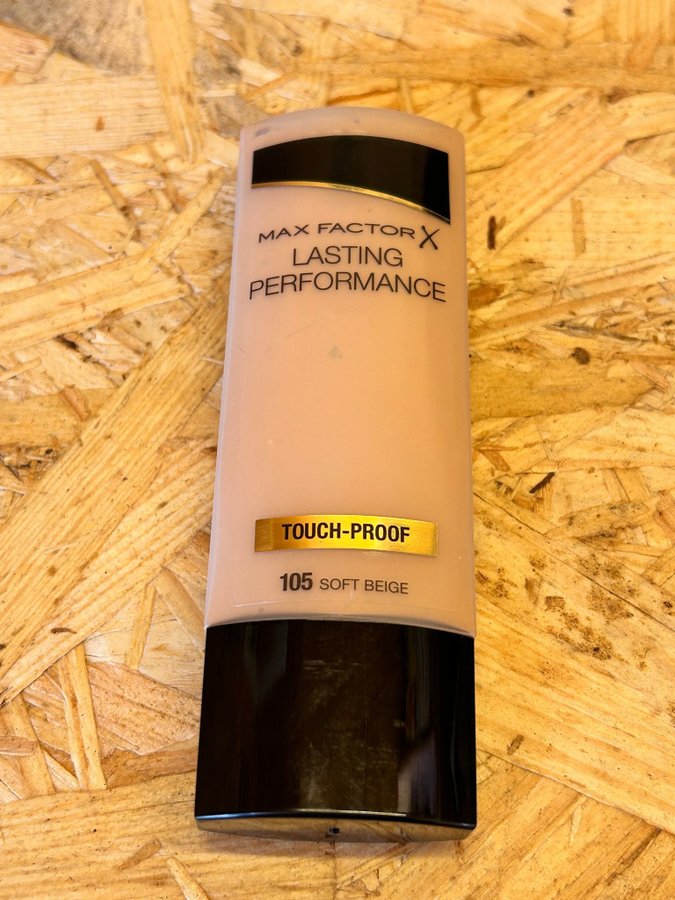 MAX FACTOR X
LASTING
PERFORMANCE
TOUCH-PROOF
105 SOFT BEIGE